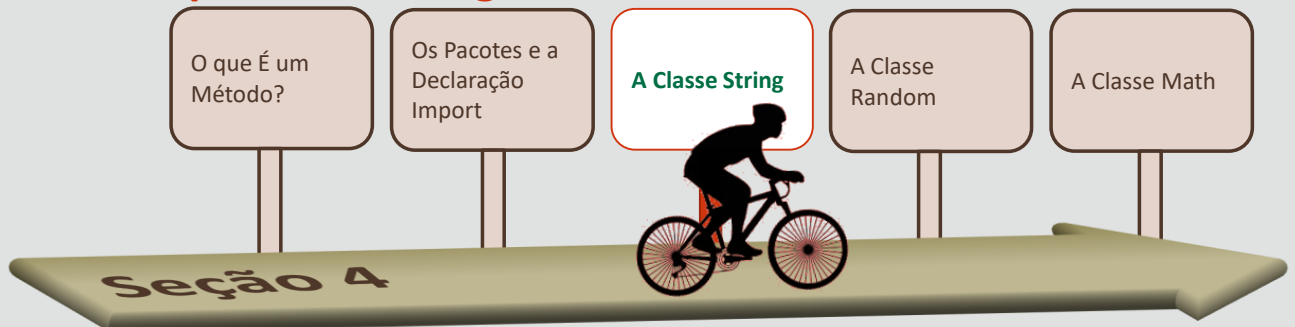 O que É um
Método?
Os Pacotes e a
Declaração
Import
A Classe String
A Classe
Random
A Classe Math
Seção 4